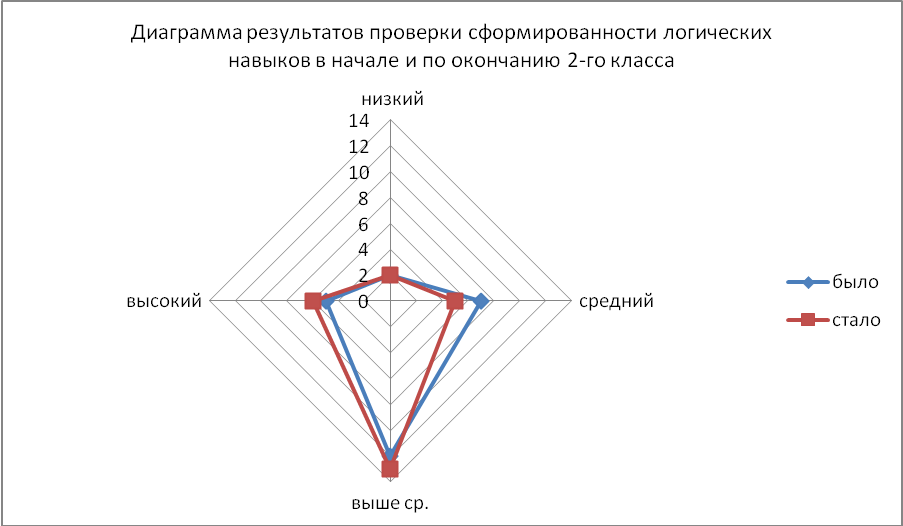 Диаграмма результатов проверки сформированности логических
навыков в начале и по окончанию 2-го класса
низкий
14
12
10
8
6
4
2
0
высокий
средний
было
стало
выше ср.